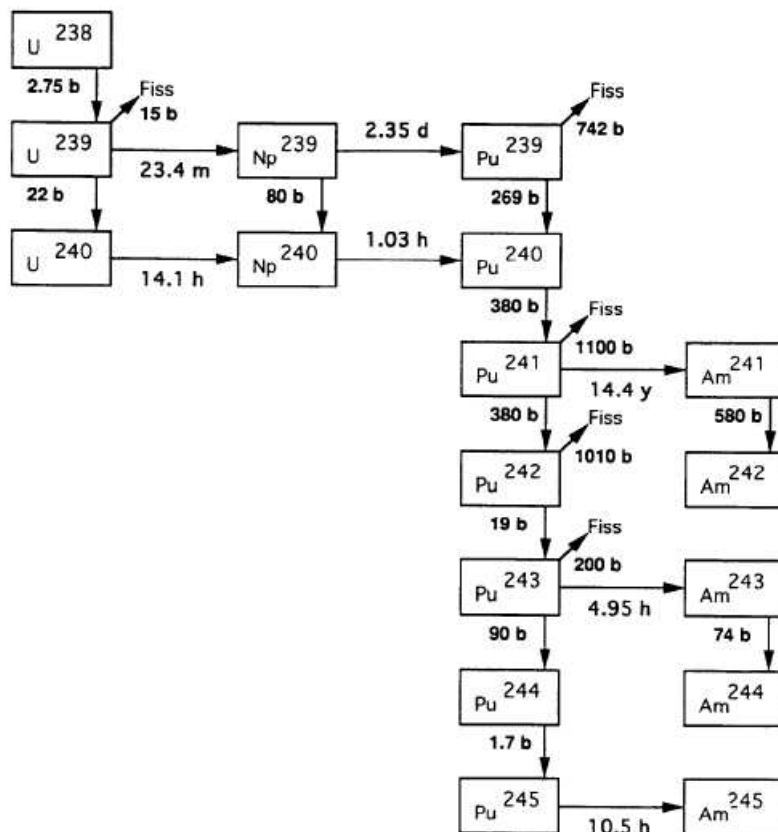 U 238
2.75 b
Fiss
15 b
U 239
23.4 m
Np 239
2.35 d
Pu 239
Fiss
742 b
22 b
80 b
269 b
U 240
14.1 h
Np 240
1.03 h
Pu 240
380 b
Fiss
1100 b
Pu 241
14.4 y
Am 241
380 b
580 b
Fiss
1010 b
Pu 242
Am 242
19 b
Fiss
200 b
Pu 243
4.95 h
Am 243
90 b
74 b
Pu 244
Am 244
1.7 b
Pu 245
10.5 h
Am 245